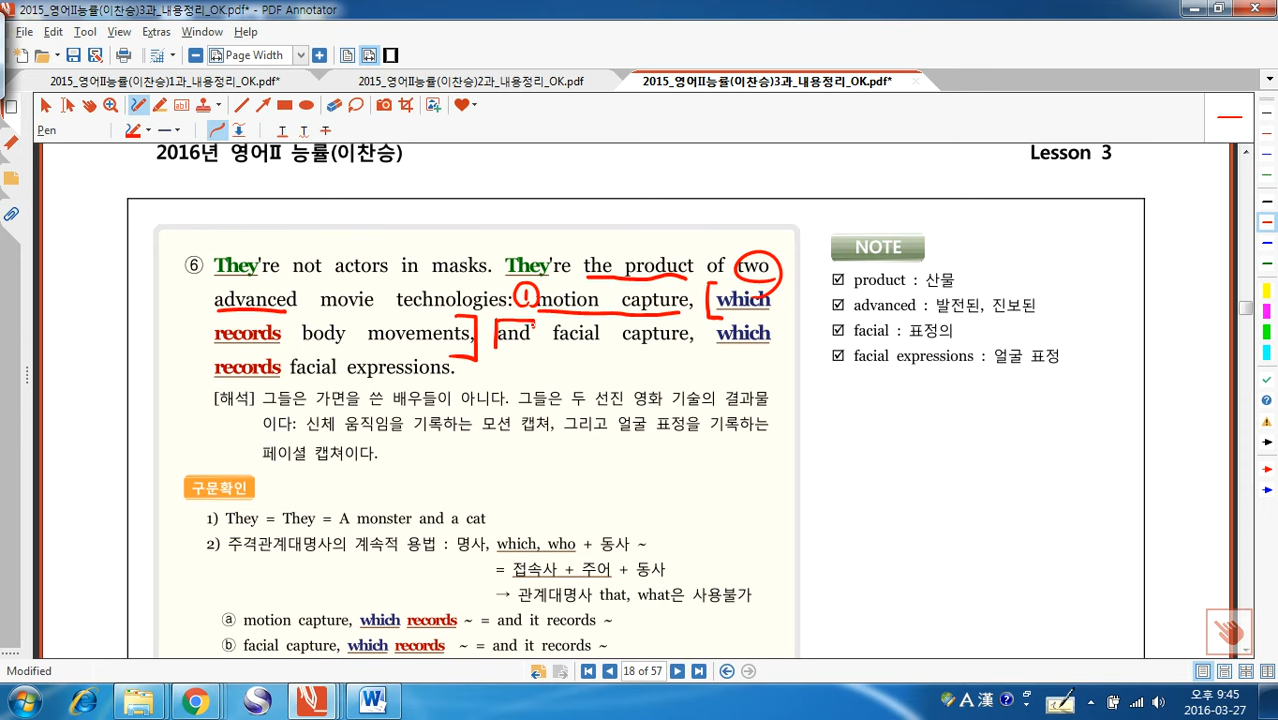 2015_영어Ⅱ능률(이찬승)3과_내용정리_OK.pdf* - PDF Annotator
File Edit Tool View Extras Window Help
Page Width
2015_영어Ⅱ능률(이찬승)1과_내용정리_OK.pdf* 2015_영어Ⅱ능률(이찬승)2과_내용정리_OK.pdf 2015_영어Ⅱ능률(이찬승)3과_내용정리_OK.pdf*
Pen
2016년 영어Ⅱ 능률(이찬승) Lesson 3
⑥ They're not actors in masks. They're the product of two
advanced movie technologies: ① motion capture, which
records body movements, and facial capture, which
records facial expressions.
[해석] 그들은 가면을 쓴 배우들이 아니다. 그들은 두 선진 영화 기술의 결과물
이다: 신체 움직임을 기록하는 모션 캡쳐, 그리고 얼굴 표정을 기록하는
페이셜 캡쳐이다.
구문확인
1) They = They = A monster and a cat
2) 주격관계대명사의 계속적 용법 : 명사, which, who + 동사 ~
= 접속사 + 주어 + 동사
→ 관계대명사 that, what은 사용불가
ⓐ motion capture, which records ~ = and it records ~
ⓑ facial capture, which records ~ = and it records ~
NOTE
☑ product : 산물
☑ advanced : 발전된, 진보된
☑ facial : 표정의
☑ facial expressions : 얼굴 표정
Modified
18 of 57
A 漢
오후 9:45
2016-03-27